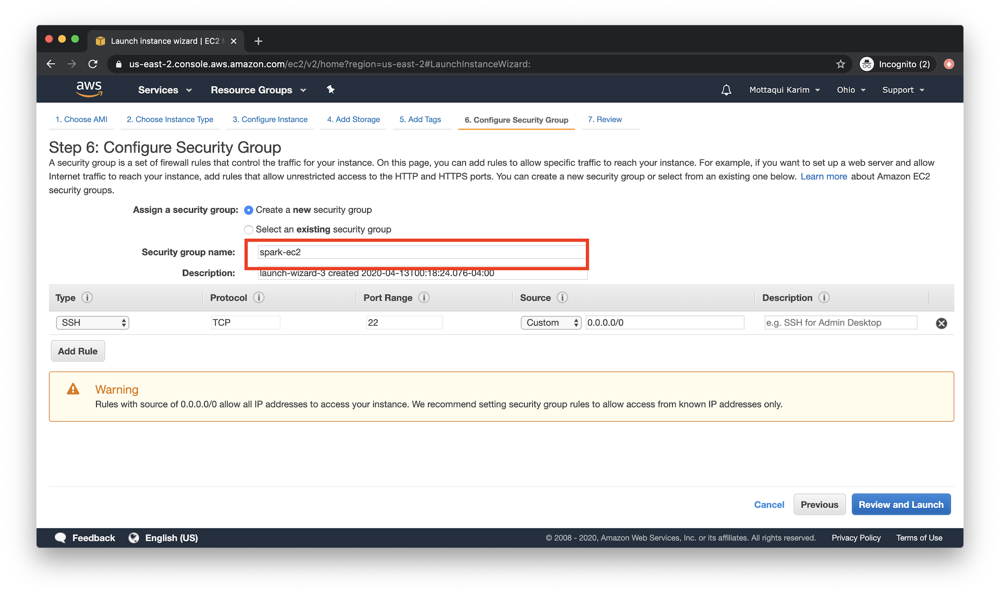 Launch instance wizard | EC2
us-east-2.console.aws.amazon.com/ec2/v2/home?region=us-east-2#LaunchInstanceWizard:
Incognito (2)
aws
Services
Resource Groups
Mottaqui Karim
Ohio
Support
1. Choose AMI
2. Choose Instance Type
3. Configure Instance
4. Add Storage
5. Add Tags
6. Configure Security Group
7. Review
Step 6: Configure Security Group
A security group is a set of firewall rules that control the traffic for your instance. On this page, you can add rules to allow specific traffic to reach your instance. For example, if you want to set up a web server and allow
Internet traffic to reach your instance, add rules that allow unrestricted access to the HTTP and HTTPS ports. You can create a new security group or select from an existing one below. Learn more about Amazon EC2
security groups.
Assign a security group: Create a new security group
Select an existing security group
Security group name: spark-ec2
Description: launch-wizard-3 created 2020-04-13T00:18:24.076-04:00
Type Protocol Port Range Source Description
SSH TCP 22 Custom 0.0.0.0/0 e.g. SSH for Admin Desktop
Add Rule
Warning
Rules with source of 0.0.0.0/0 allow all IP addresses to access your instance. We recommend setting security group rules to allow access from known IP addresses only.
Cancel
Previous
Review and Launch
Feedback
English (US)
© 2008 - 2020, Amazon Web Services, Inc. or its affiliates. All rights reserved.
Privacy Policy
Terms of Use